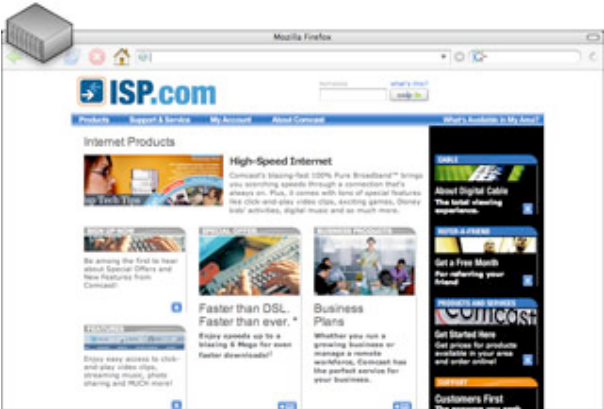 Mozilla Firefox
ISP.com
what's this?
Products Support & Service My Account About Comcast What's Available in My Area?
Internet Products
High-Speed Internet
Comcast's blazing-fast 100% Pure Broadband™ brings
you scorching speeds through a connection that's
always on. Plus, it comes with tons of special features
like click-and-play video clips, exciting games, Disney
kids' activities, digital music and so much more.
Tech Tips
SIGN UP NOW
Be among the first to hear
about Special Offers and
New Features from
Comcast!
FEATURES
Enjoy easy access to click-
and-play video clips,
streaming music, photo
sharing and MUCH more!
SPECIAL OFFER
Faster than DSL.
Faster than ever.*
Enjoy speeds up to a
blazing 6 Mbps for even
faster downloads!
BUSINESS PRODUCTS
Business
Plans
Whether you run a
growing business or
manage a remote
workforce, Comcast has
the perfect service for
your business.
CABLE
About Digital Cable
The total viewing
experience.
REFER-A-FRIEND
Get a Free Month
For referring your
friend
PRODUCTS AND SERVICES
Comcast
Get Started Here
Get prices for products
available in your area
and order online!
SUPPORT
Customers First